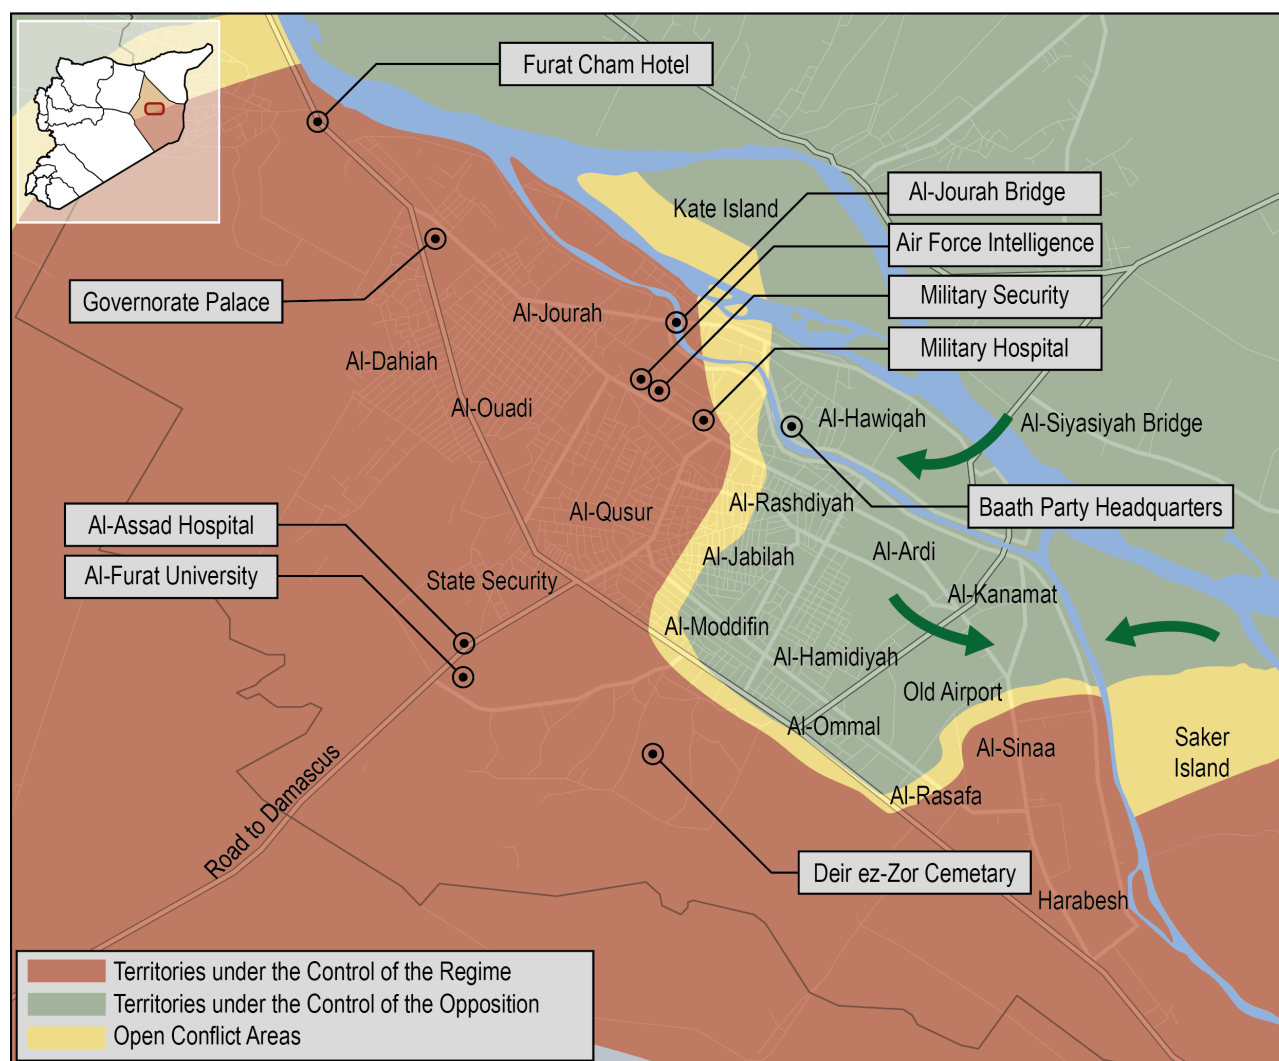 Furat Cham Hotel
Al-Jourah Bridge
Kate Island
Air Force Intelligence
Governorate Palace
Military Security
Al-Jourah
Military Hospital
Al-Dahiah
Al-Ouadi
Al-Hawiqah
Al-Siyasiyah Bridge
Al-Rashdiyah
Baath Party Headquarters
Al-Qusur
Al-Assad Hospital
Al-Jabilah
Al-Ardi
Al-Furat University
State Security
Al-Kanamat
Al-Moddifin
Al-Hamidiyah
Old Airport
Al-Ommal
Al-Sinaa
Saker
Island
Al-Rasafa
Road to Damascus
Deir ez-Zor Cemetary
Harabesh
Territories under the Control of the Regime
Territories under the Control of the Opposition
Open Conflict Areas